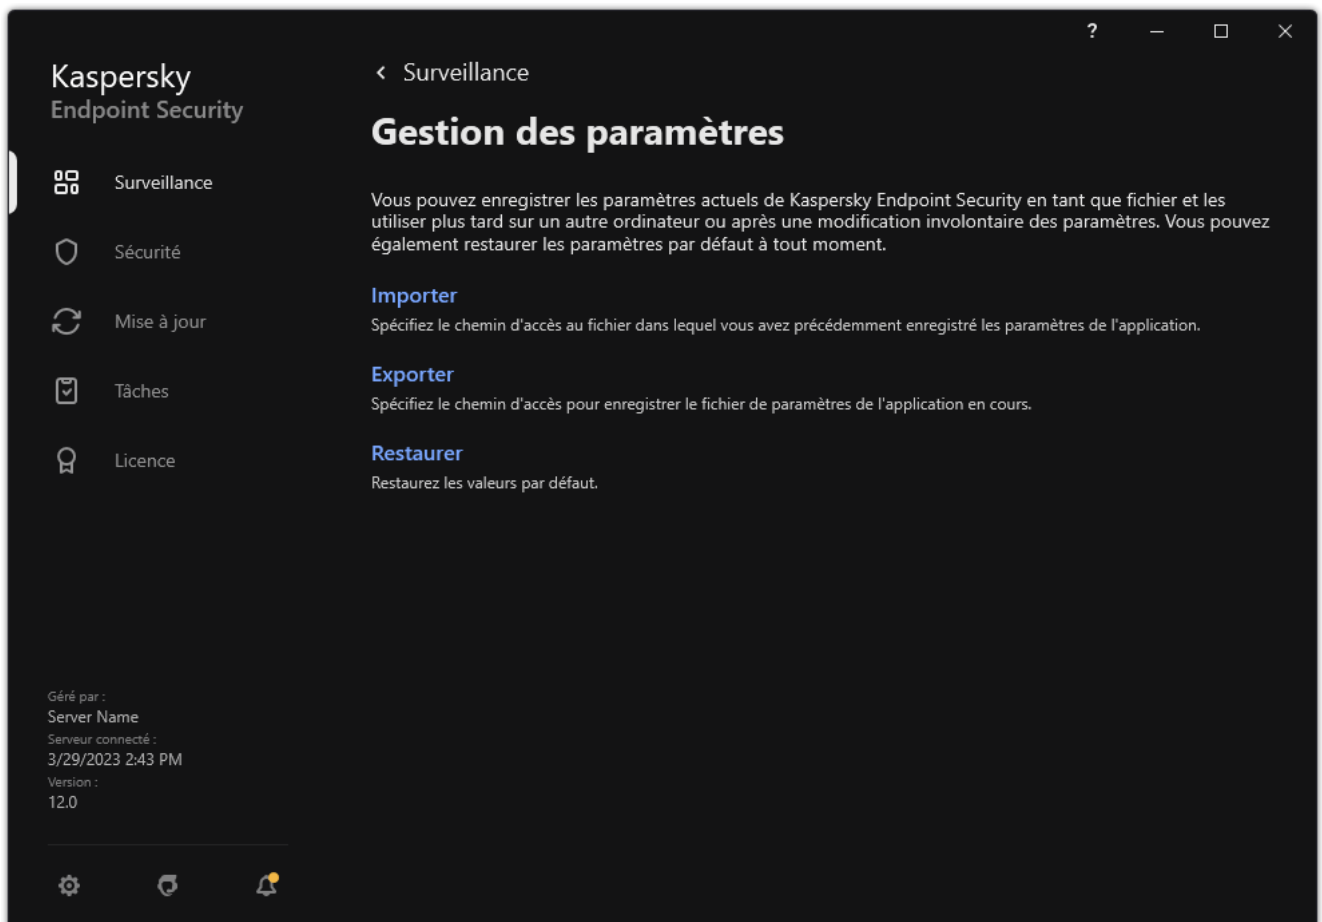 ?
Kaspersky
Endpoint Security
Surveillance
Sécurité
Mise à jour
Tâches
Licence
Géré par :
Server Name
Serveur connecté :
3/29/2023 2:43 PM
Version :
12.0
Surveillance
Gestion des paramètres
Vous pouvez enregistrer les paramètres actuels de Kaspersky Endpoint Security en tant que fichier et les
utiliser plus tard sur un autre ordinateur ou après une modification involontaire des paramètres. Vous pouvez
également restaurer les paramètres par défaut à tout moment.
Importer
Spécifiez le chemin d'accès au fichier dans lequel vous avez précédemment enregistré les paramètres de l'application.
Exporter
Spécifiez le chemin d'accès pour enregistrer le fichier de paramètres de l'application en cours.
Restaurer
Restaurez les valeurs par défaut.